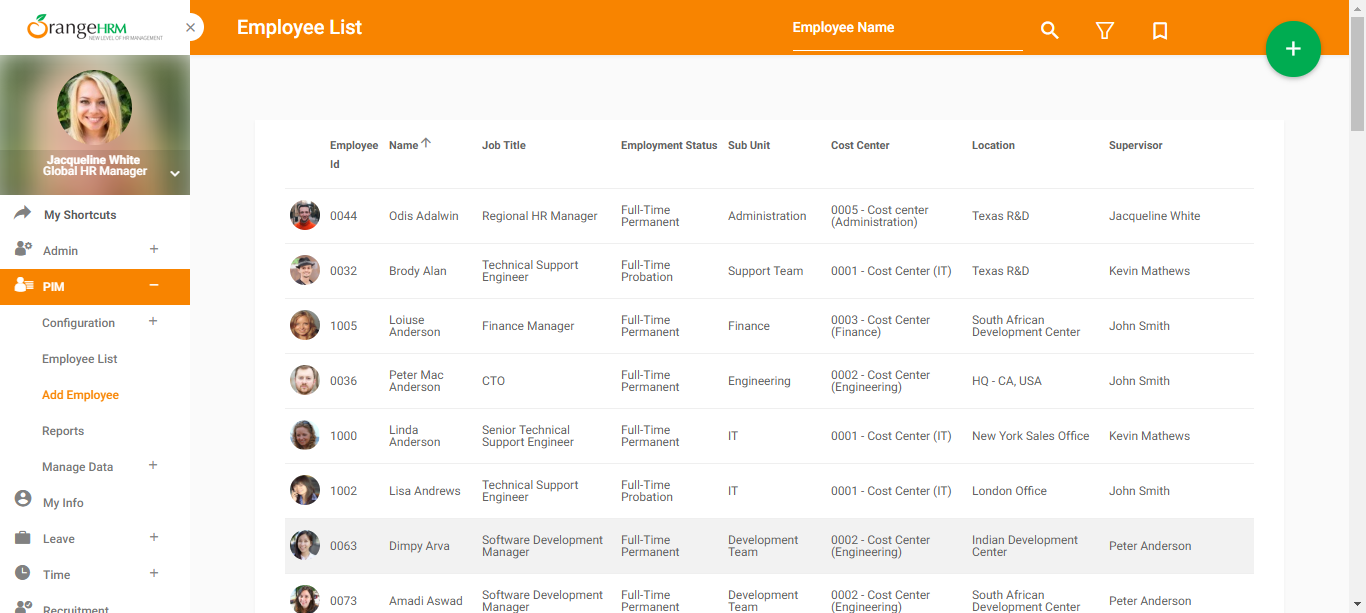 OrangeHRM
NEW LEVEL OF HR MANAGEMENT
Jacqueline White
Global HR Manager
My Shortcuts
Admin
PIM
Configuration
Employee List
Add Employee
Reports
Manage Data
My Info
Leave
Time
Recruitment
Employee List
Employee Name
Employee Id Name Job Title Employment Status Sub Unit Cost Center Location Supervisor
0044 Odis Adalwin Regional HR Manager Full-Time Permanent Administration 0005 - Cost center (Administration) Texas R&D Jacqueline White
0032 Brody Alan Technical Support Engineer Full-Time Probation Support Team 0001 - Cost Center (IT) Texas R&D Kevin Mathews
1005 Loiuse Anderson Finance Manager Full-Time Permanent Finance 0003 - Cost Center (Finance) South African Development Center John Smith
0036 Peter Mac Anderson CTO Full-Time Permanent Engineering 0002 - Cost Center (Engineering) HQ - CA, USA John Smith
1000 Linda Anderson Senior Technical Support Engineer Full-Time Permanent IT 0001 - Cost Center (IT) New York Sales Office Kevin Mathews
1002 Lisa Andrews Technical Support Engineer Full-Time Probation IT 0001 - Cost Center (IT) London Office John Smith
0063 Dimpy Arva Software Development Manager Full-Time Permanent Development Team 0002 - Cost Center (Engineering) Indian Development Center Peter Anderson
0073 Amadi Aswad Software Development Manager Full-Time Permanent Development Team 0002 - Cost Center (Engineering) South African Development Center Peter Anderson